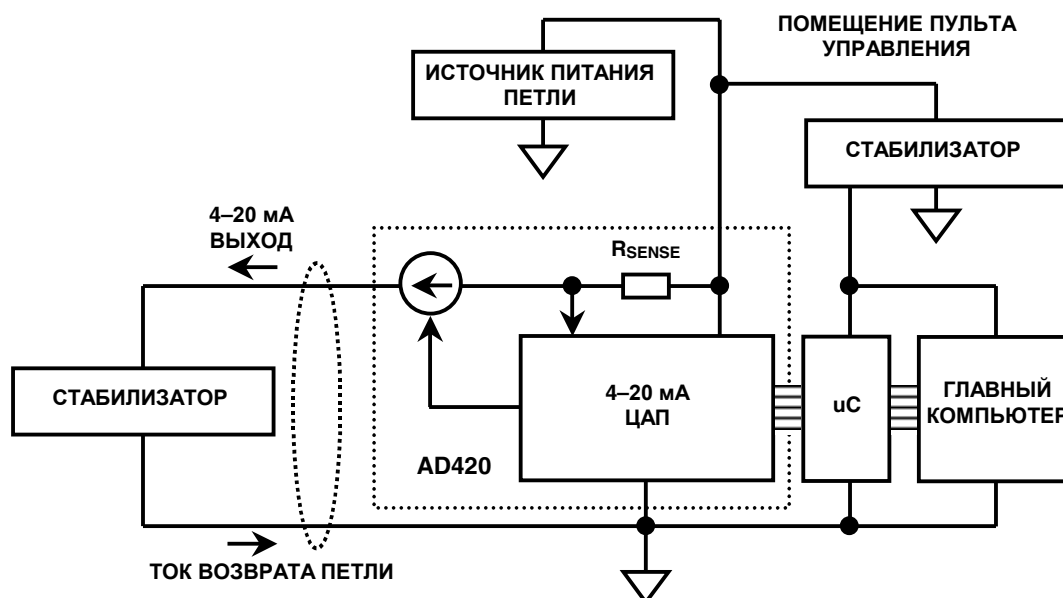 ПОМЕЩЕНИЕ ПУЛЬТА
УПРАВЛЕНИЯ
ИСТОЧНИК ПИТАНИЯ
ПЕТЛИ
СТАБИЛИЗАТОР
4–20 мА
ВЫХОД
RSENSE
СТАБИЛИЗАТОР
4–20 мА
ЦАП
uC
ГЛАВНЫЙ
КОМПЬЮТЕР
AD420
ТОК ВОЗВРАТА ПЕТЛИ